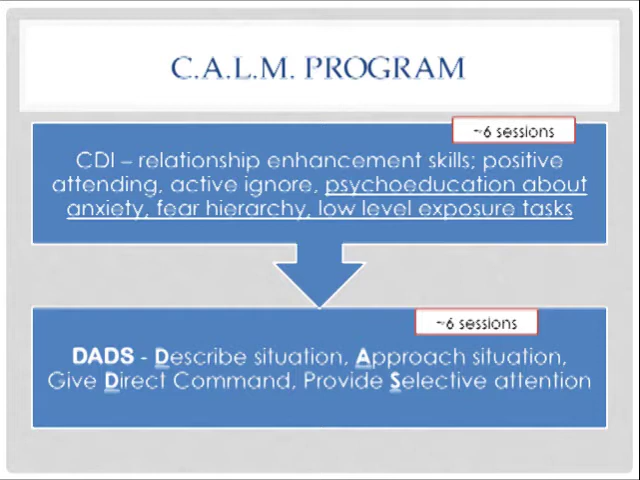 C.A.L.M. PROGRAM
~6 sessions
CDI – relationship enhancement skills; positive
attending, active ignore, psychoeducation about
anxiety, fear hierarchy, low level exposure tasks
~6 sessions
DADS - Describe situation, Approach situation,
Give Direct Command, Provide Selective attention